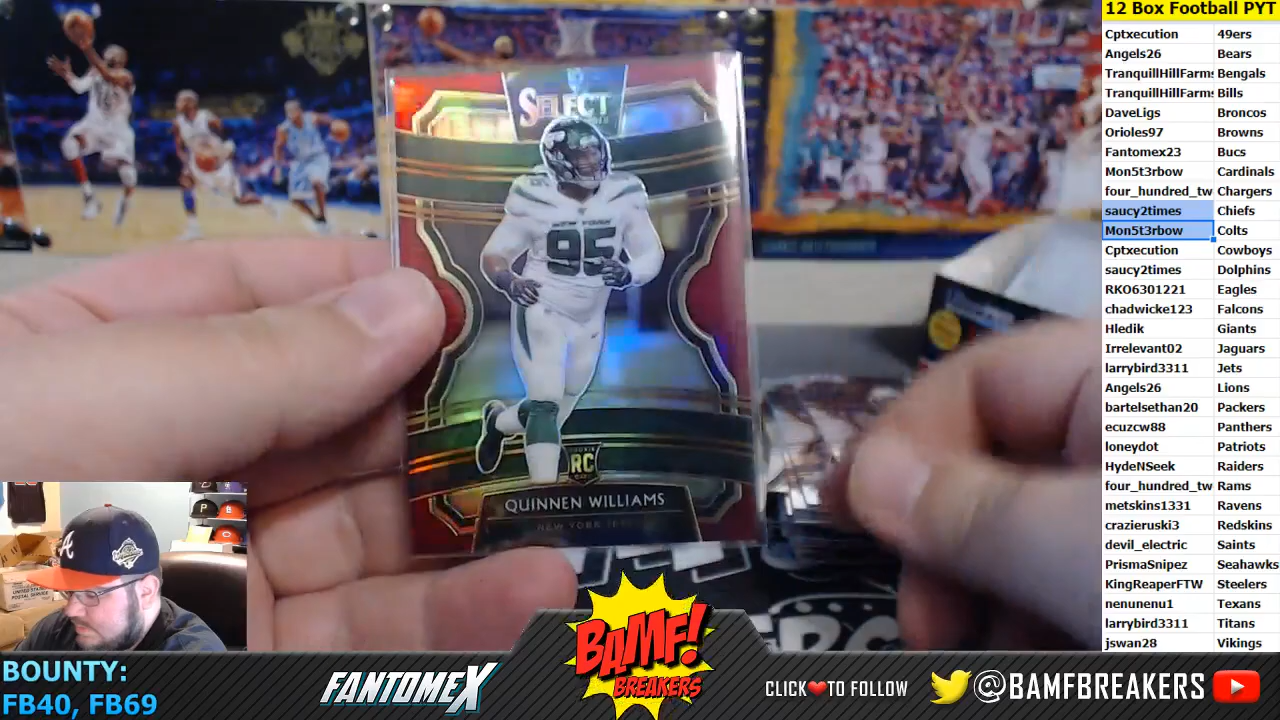 12 Box Football PYT
Cptxecution 49ers
Angels26 Bears
TranquillHillFarms Bengals
TranquillHillFarms Bills
DaveLigs Broncos
Orioles97 Browns
Fantomex23 Bucs
Mon5t3rbow Cardinals
four_hundred_tw Chargers
saucy2times Chiefs
Mon5t3rbow Colts
Cptxecution Cowboys
saucy2times Dolphins
RKO6301221 Eagles
chadwicke123 Falcons
Hledik Giants
Irrelevant02 Jaguars
larrybird3311 Jets
Angels26 Lions
bartelsethan20 Packers
ecuzcw88 Panthers
loneydot Patriots
HydeNSeek Raiders
four_hundred_tw Rams
metskins1331 Ravens
crazieruski3 Redskins
devil_electric Saints
PrismaSnipez Seahawks
KingReaperFTW Steelers
nenunenu1 Texans
larrybird3311 Titans
jswan28 Vikings
SELECT
NEW YORK
95
RC
QUINNEN WILLIAMS
NEW YORK JETS
A
P
BOUNTY:
FB40, FB69
FANTOMEX
BAMF!
BREAKERS
CLICK TO FOLLOW
@BAMFBREAKERS